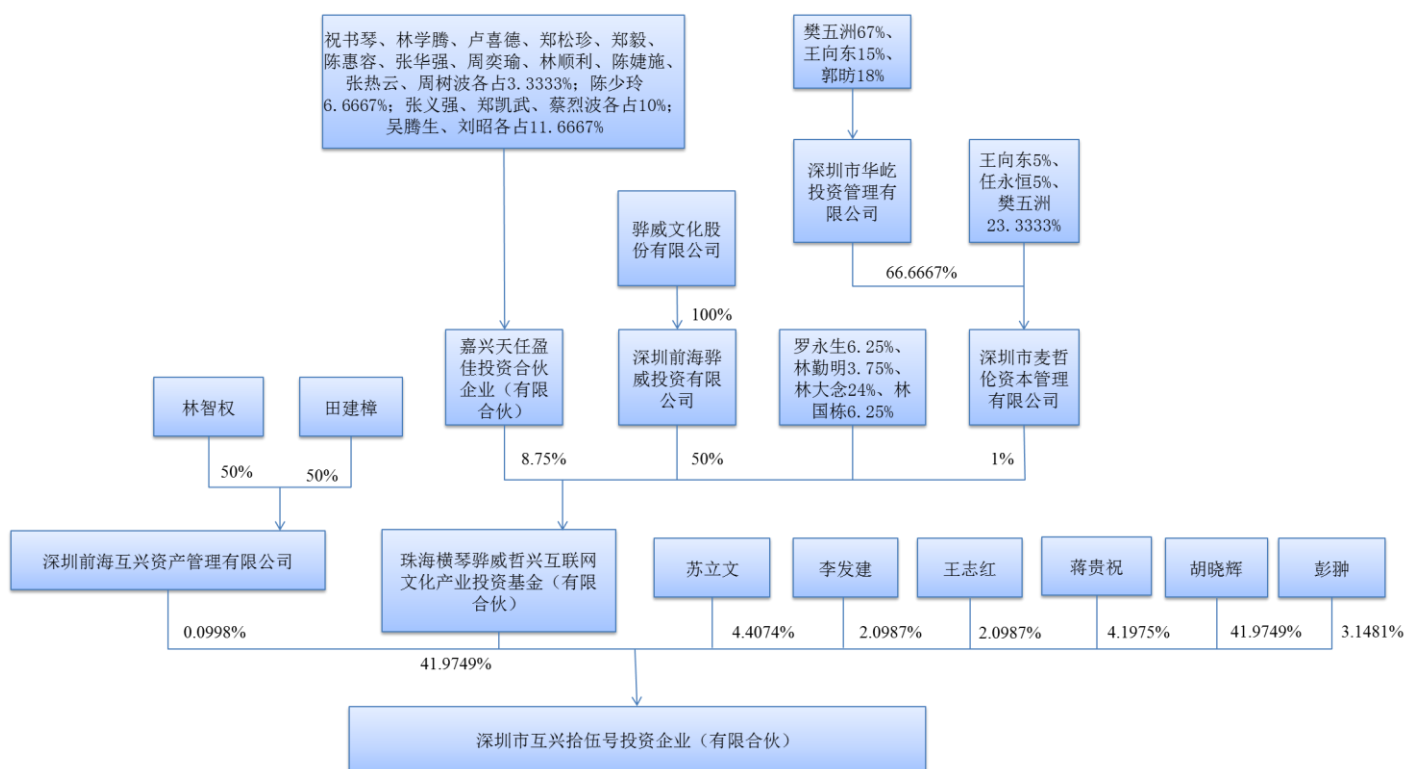 祝书琴、林学腾、卢喜德、郑松珍、郑毅、
陈惠容、张华强、周奕瑜、林顺利、陈婕施、
张热云、周树波各占3.3333%；陈少玲
6.6667%；张义强、郑凯武、蔡烈波各占10%；
吴腾生、刘昭各占11.6667%
樊五洲67%、
王向东15%、
郭昉18%
深圳市华屹
投资管理有
限公司
王向东5%、
任永恒5%、
樊五洲
23.3333%
骅威文化股
份有限公司
66.6667%
100%
嘉兴天任盈
佳投资合伙
企业（有限
合伙）
深圳前海骅
威投资有限
公司
罗永生6.25%、
林勤明3.75%、
林大念24%、林
国栋6.25%
深圳市麦哲
伦资本管理
有限公司
林智权
田建樟
50%
50%
8.75%
50%
1%
深圳前海互兴资产管理有限公司
珠海横琴骅威哲兴互联网
文化产业投资基金（有限
合伙）
苏立文
李发建
王志红
蒋贵祝
胡晓辉
彭翀
0.0998%
41.9749%
4.4074%
2.0987%
2.0987%
4.1975%
41.9749%
3.1481%
深圳市互兴拾伍号投资企业（有限合伙）